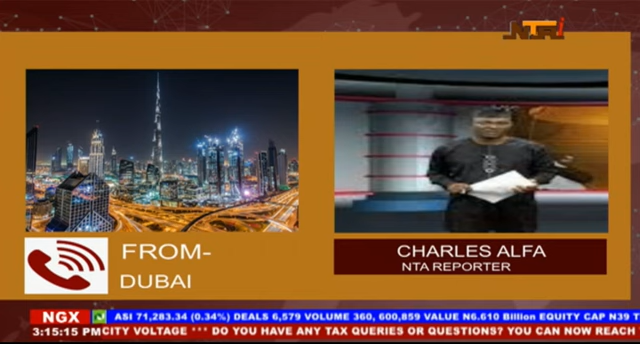 NTAi
FROM-
DUBAI
CHARLES ALFA
NTA REPORTER
NGX
ASI 71,283.34 (0.34%) DEALS 6,579 VOLUME 360, 600,859 VALUE N6.610 Billion EQUITY CAP N39 T
3:15:15 PM
CITY VOLTAGE *** DO YOU HAVE ANY TAX QUERIES OR QUESTIONS? YOU CAN NOW REACH